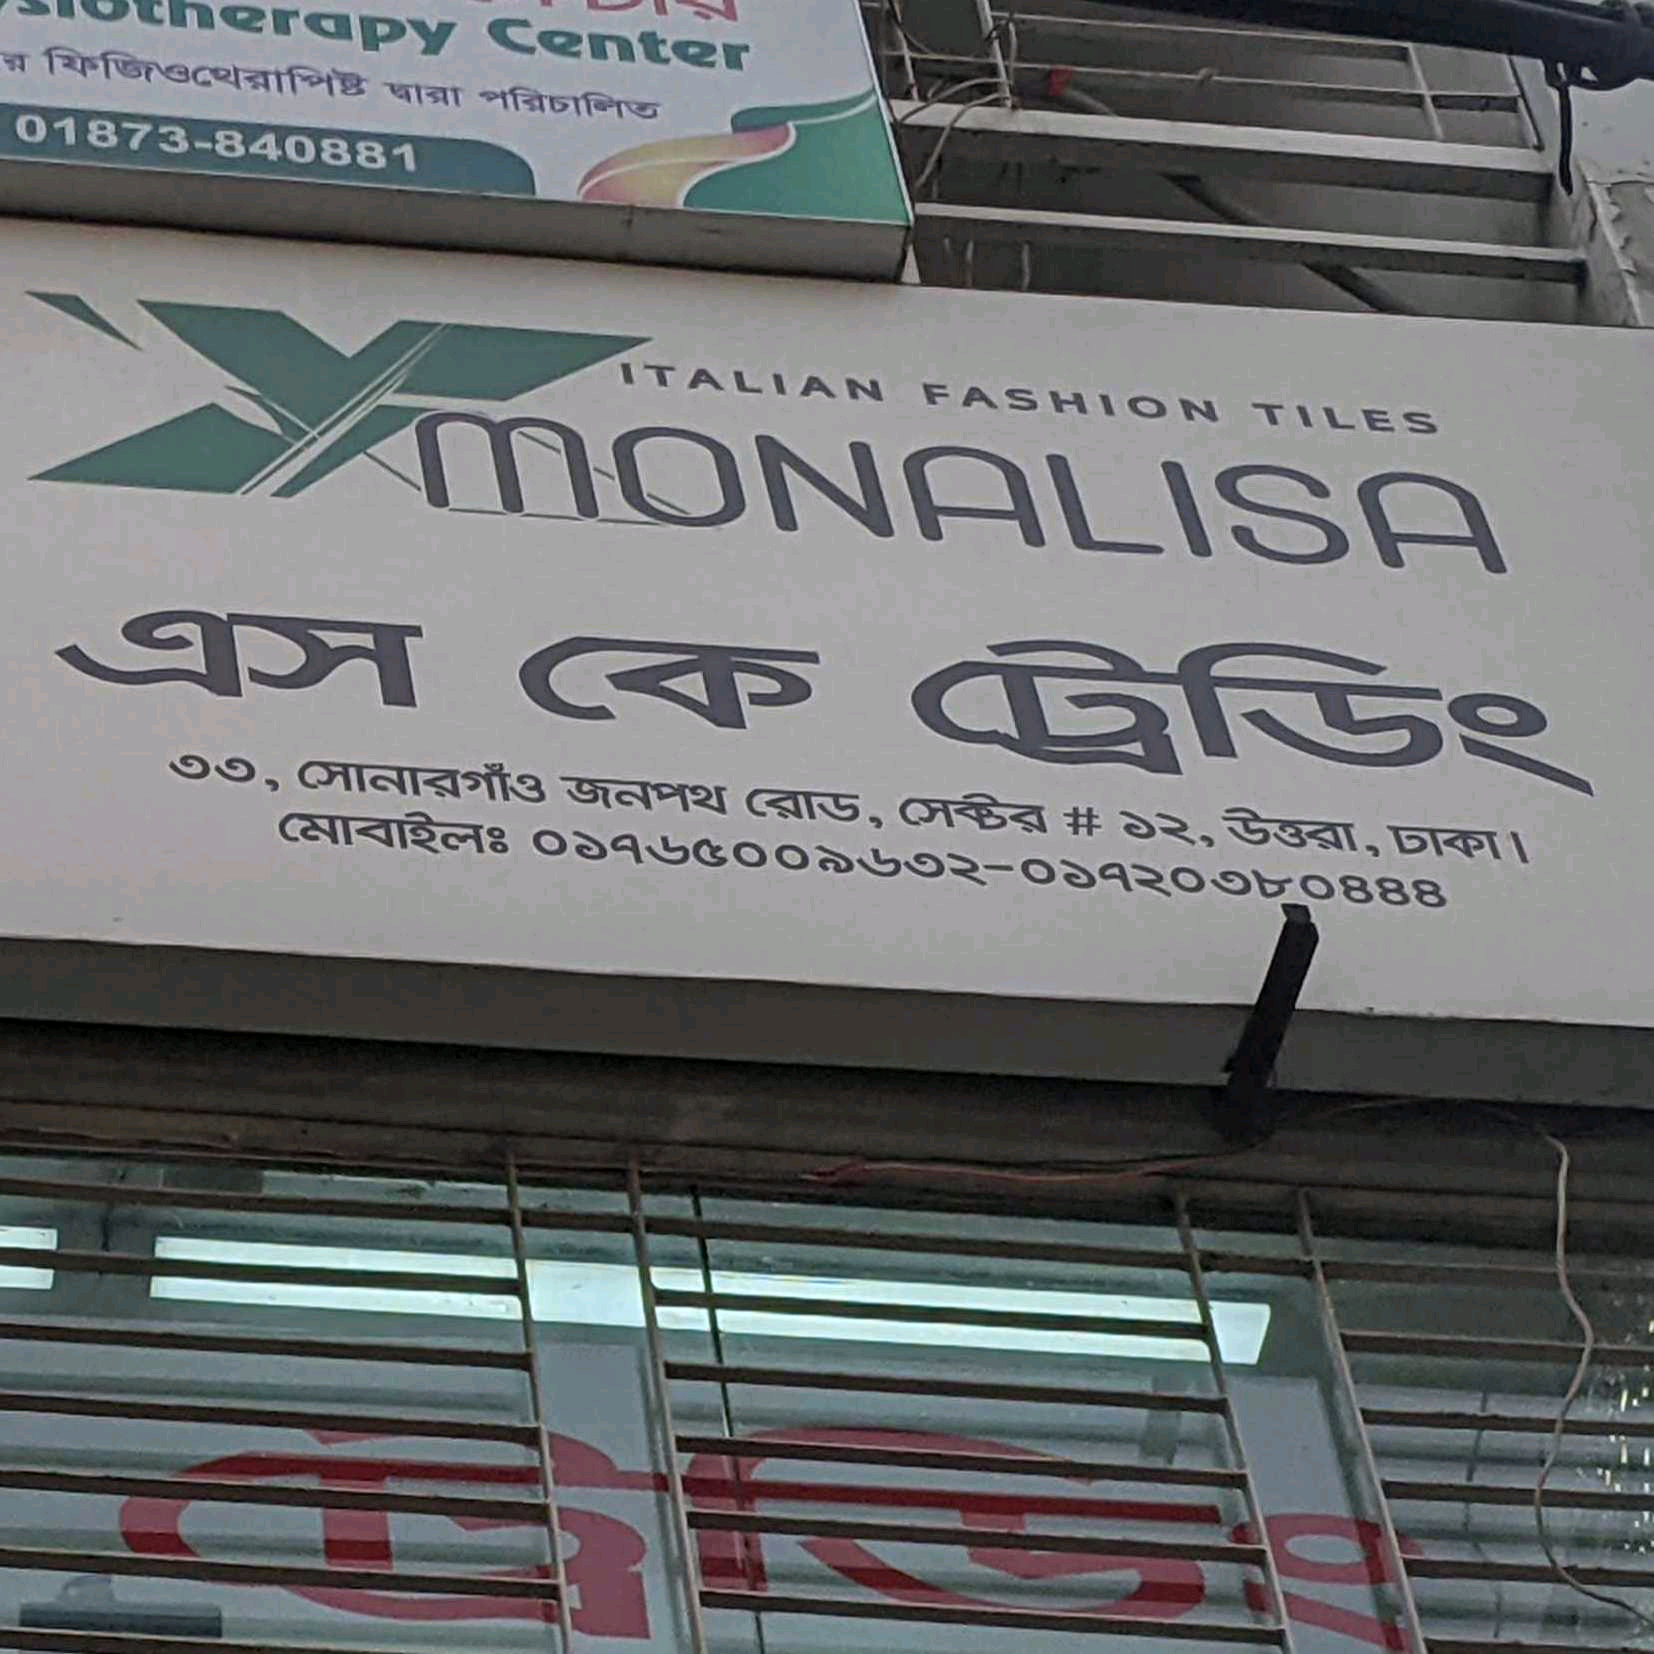 Center
ফিজিওথেরাপিষ্ট দ্বারা পরিচালিত
01873-840881
ITALIAN FASHION TILES
MONALISA
এস কে ট্রেডিং
৩৩, সোনারগাঁও জনপথ রোড, সেক্টর # ১২, উত্তরা, ঢাকা।
মোবাইলঃ ০১৭৬৫০০৯৬৩২-০১৭২০৩৮০৪৪৪
ট্রেডিং